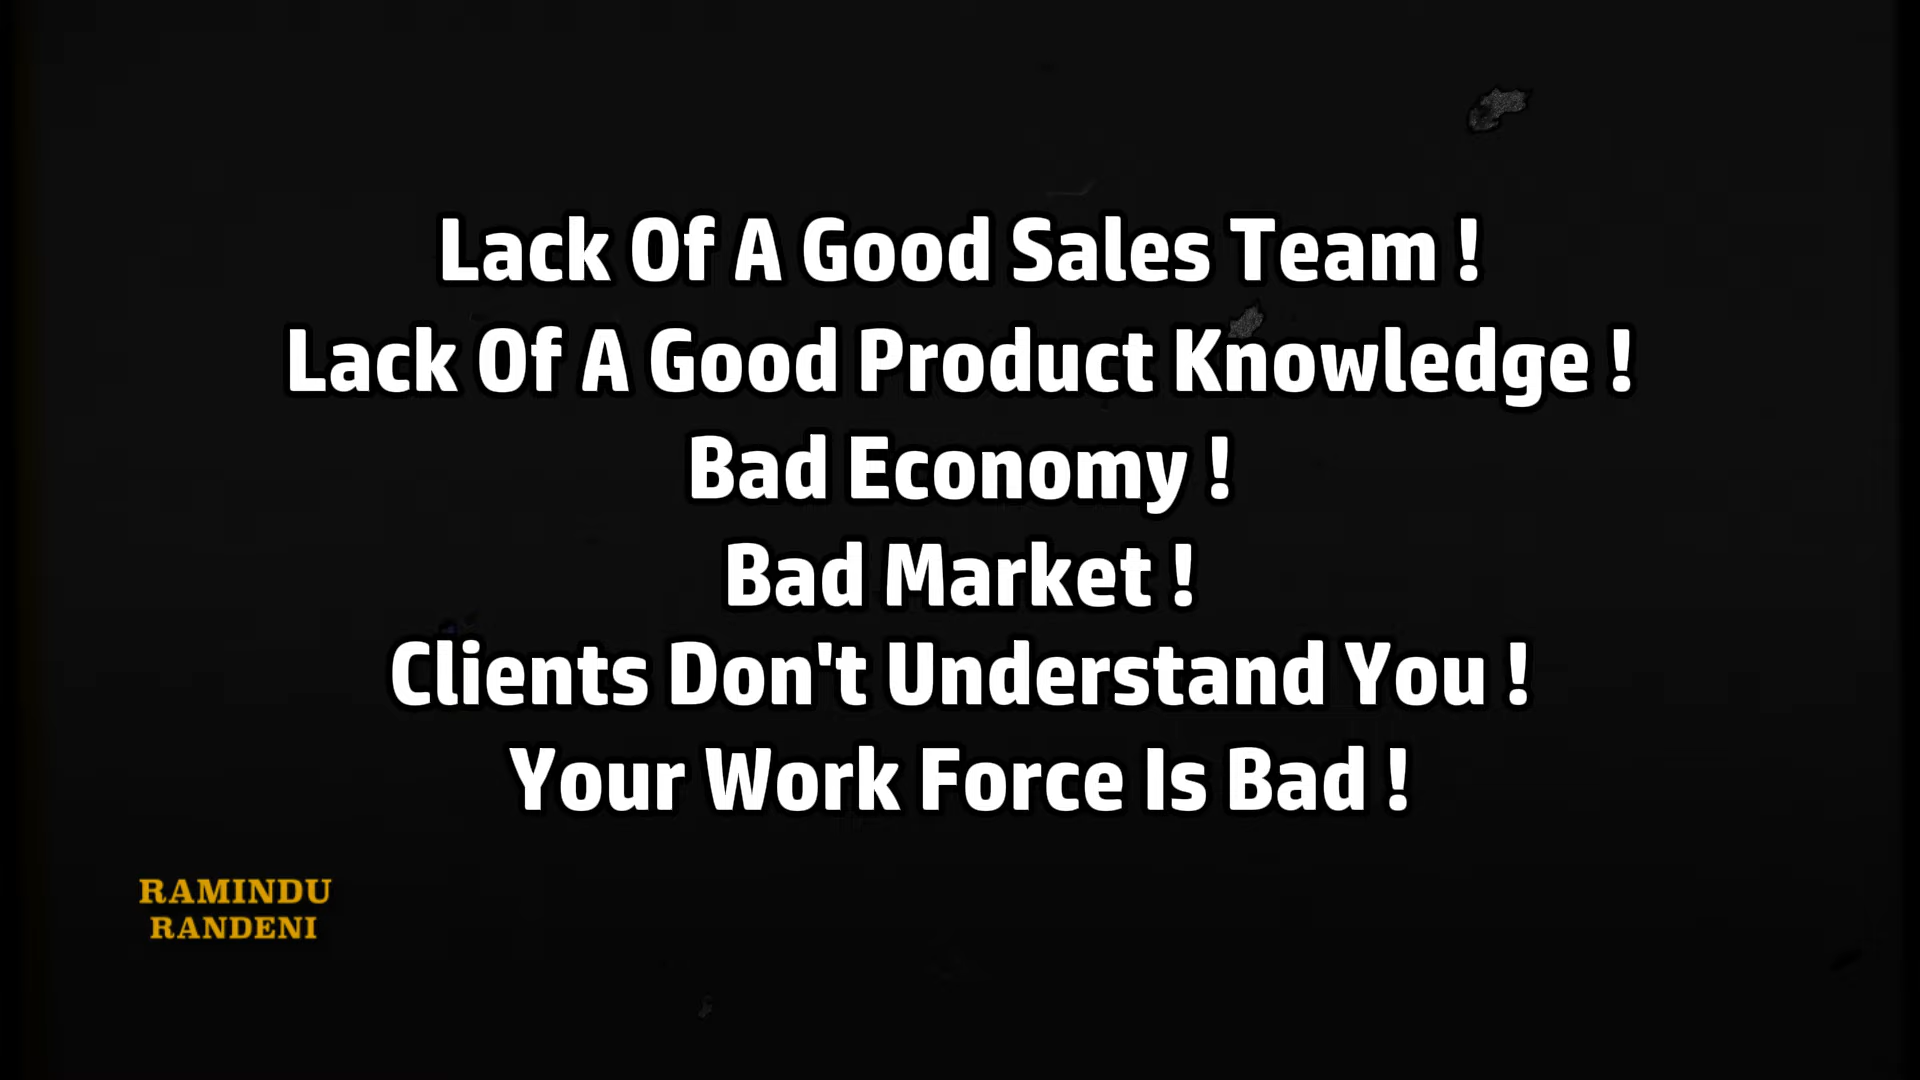 Lack Of A Good Sales Team !
Lack Of A Good Product Knowledge !
Bad Economy !
Bad Market !
Clients Don't Understand You !
Your Work Force Is Bad !
RAMINDU
RANDENI